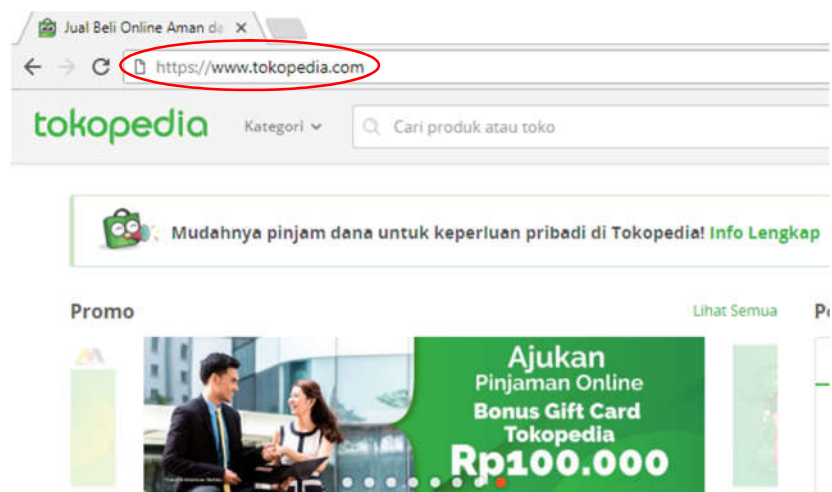 Jual Beli Online Aman da
https://www.tokopedia.com
tokopedia
Kategori
Cari produk atau toko
Mudahnya pinjam dana untuk keperluan pribadi di Tokopedia! Info Lengkap
Promo
Lihat Semua
Ajukan
Pinjaman Online
Bonus Gift Card
Tokopedia
Rp100.000